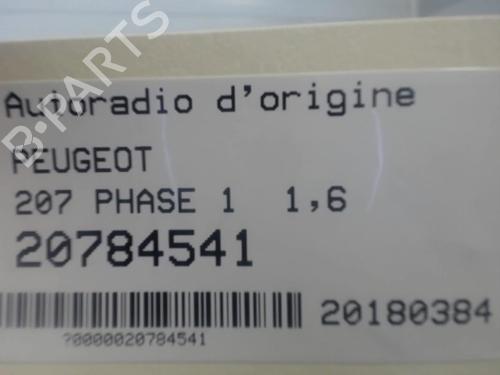 B-PARTS
Autoradio d'origine
PEUGEOT
207 PHASE 1 1,6
20784541
20180384
?0000020784541